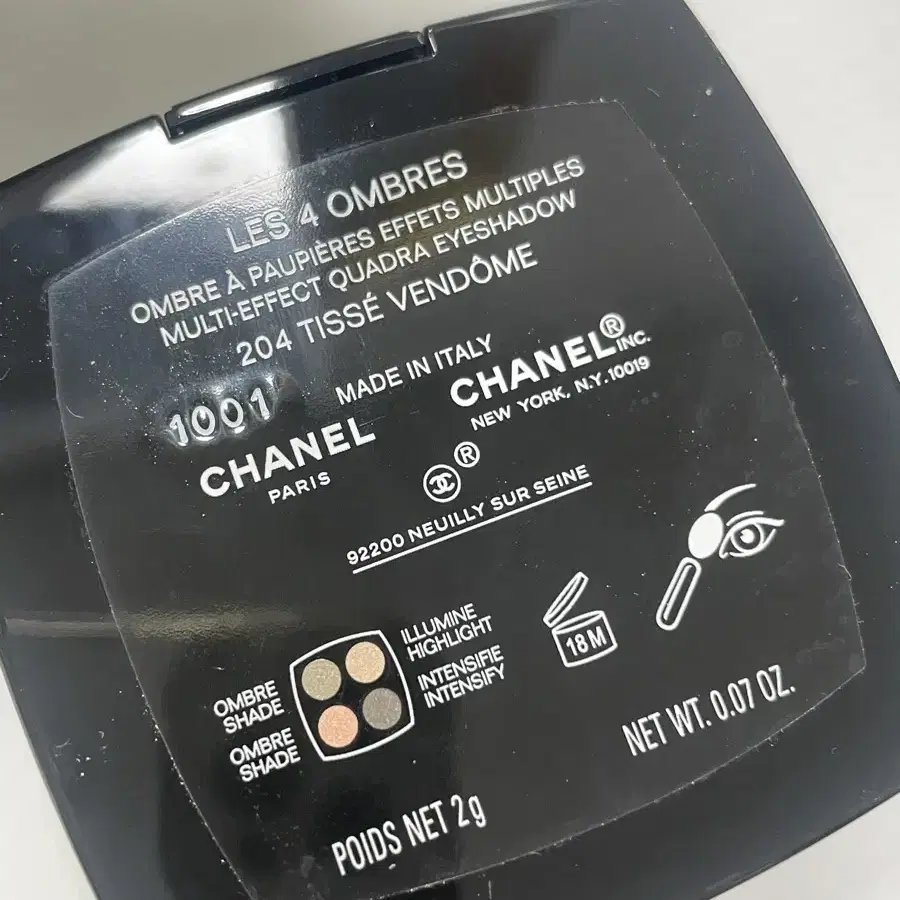 LES 4 OMBRES
OMBRE À PAUPIÈRES EFFETS MULTIPLES
MULTI-EFFECT QUADRA EYESHADOW
204 TISSÉ VENDÔME
MADE IN ITALY
1001
CHANEL
PARIS
CHANEL® INC.
NEW YORK, N.Y. 10019
®
92200 NEUILLY SUR SEINE
OMBRE
SHADE
ILLUMINE
HIGHLIGHT
OMBRE
SHADE
INTENSIFIE
INTENSIFY
18M
POIDS NET 2g
NET WT. 0.07 OZ.